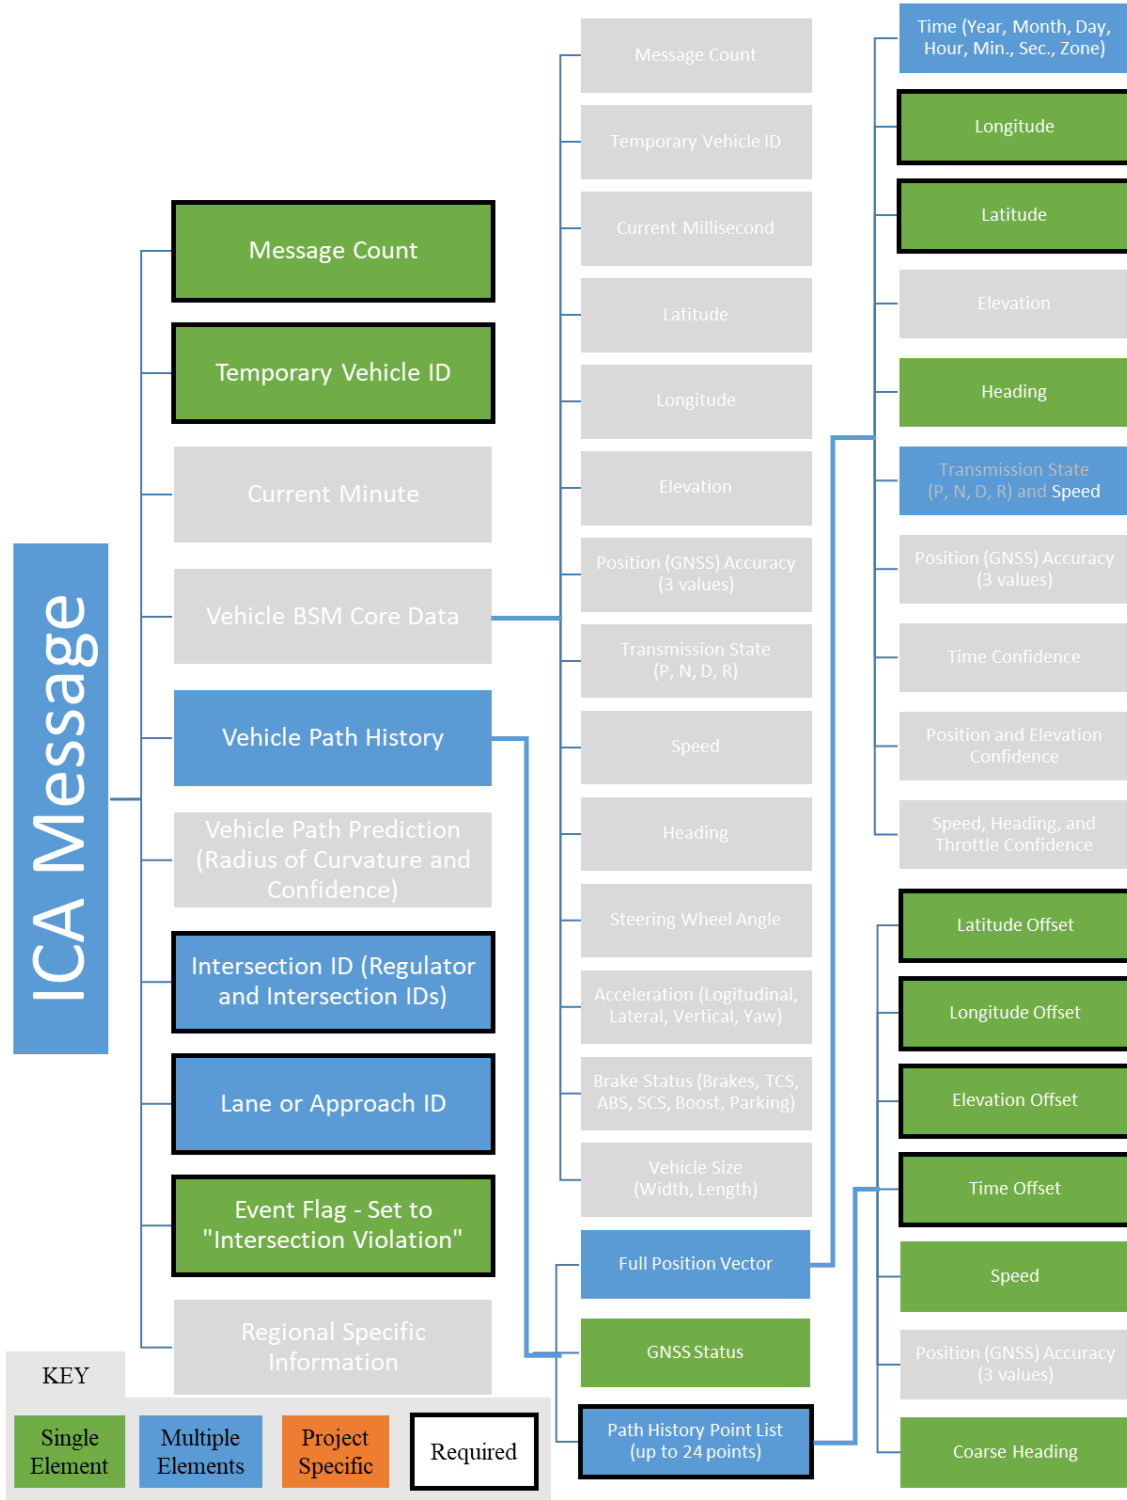 ICA Message
Message Count
Temporary Vehicle ID
Current Minute
Vehicle BSM Core Data
Vehicle Path History
Vehicle Path Prediction
(Radius of Curvature and
Confidence)
Intersection ID (Regulator
and Intersection IDs)
Lane or Approach ID
Event Flag - Set to
"Intersection Violation"
Regional Specific
Information
Message Count
Temporary Vehicle ID
Current Millisecond
Latitude
Longitude
Elevation
Position (GNSS) Accuracy
(3 values)
Transmission State
(P, N, D, R)
Speed
Heading
Steering Wheel Angle
Acceleration (Logitudinal,
Lateral, Vertical, Yaw)
Brake Status (Brakes, TCS,
ABS, SCS, Boost, Parking)
Vehicle Size
(Width, Length)
Full Position Vector
GNSS Status
Path History Point List
(up to 24 points)
Time (Year, Month, Day,
Hour, Min., Sec., Zone)
Longitude
Latitude
Elevation
Heading
Transmission State
(P, N, D, R) and Speed
Position (GNSS) Accuracy
(3 values)
Time Confidence
Position and Elevation
Confidence
Speed, Heading, and
Throttle Confidence
Latitude Offset
Longitude Offset
Elevation Offset
Time Offset
Speed
Position (GNSS) Accuracy
(3 values)
Coarse Heading
KEY
Single
Element
Multiple
Elements
Project
Specific
Required